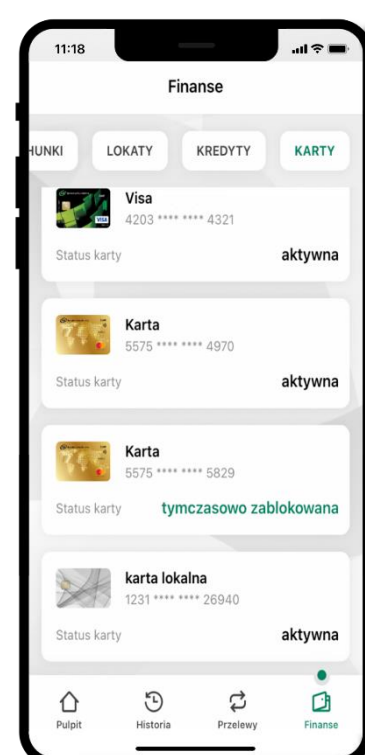 11:18
Finanse
HUNKI
LOKATY
KREDYTY
KARTY
Visa
4203 **** **** 4321
VISA
Status karty
aktywna
Karta
5575 **** **** 4970
Status karty
aktywna
Karta
5575 **** **** 5829
Status karty
tymczasowo zablokowana
karta lokalna
1231 **** **** 26940
Status karty
aktywna
Pulpit
Historia
Przelewy
Finanse